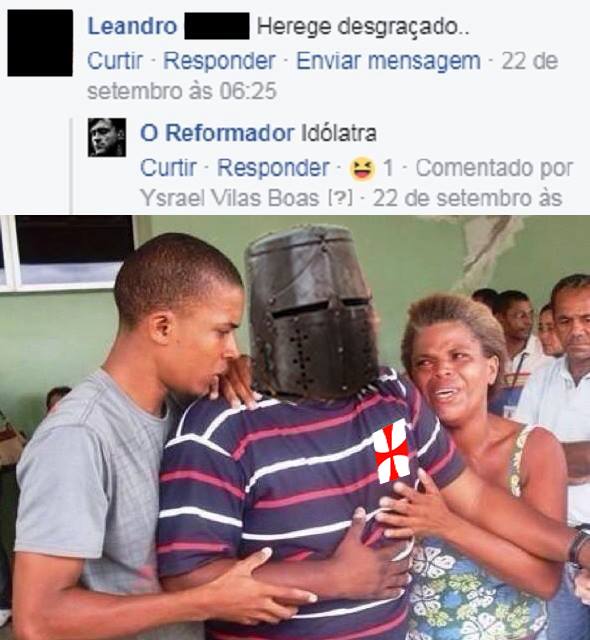 Leandro Herege desgraçado..
Curtir · Responder · Enviar mensagem · 22 de
setembro às 06:25
O Reformador Idólatra
Curtir · Responder · 😆 1 · Comentado por
Ysrael Vilas Boas [?] · 22 de setembro às